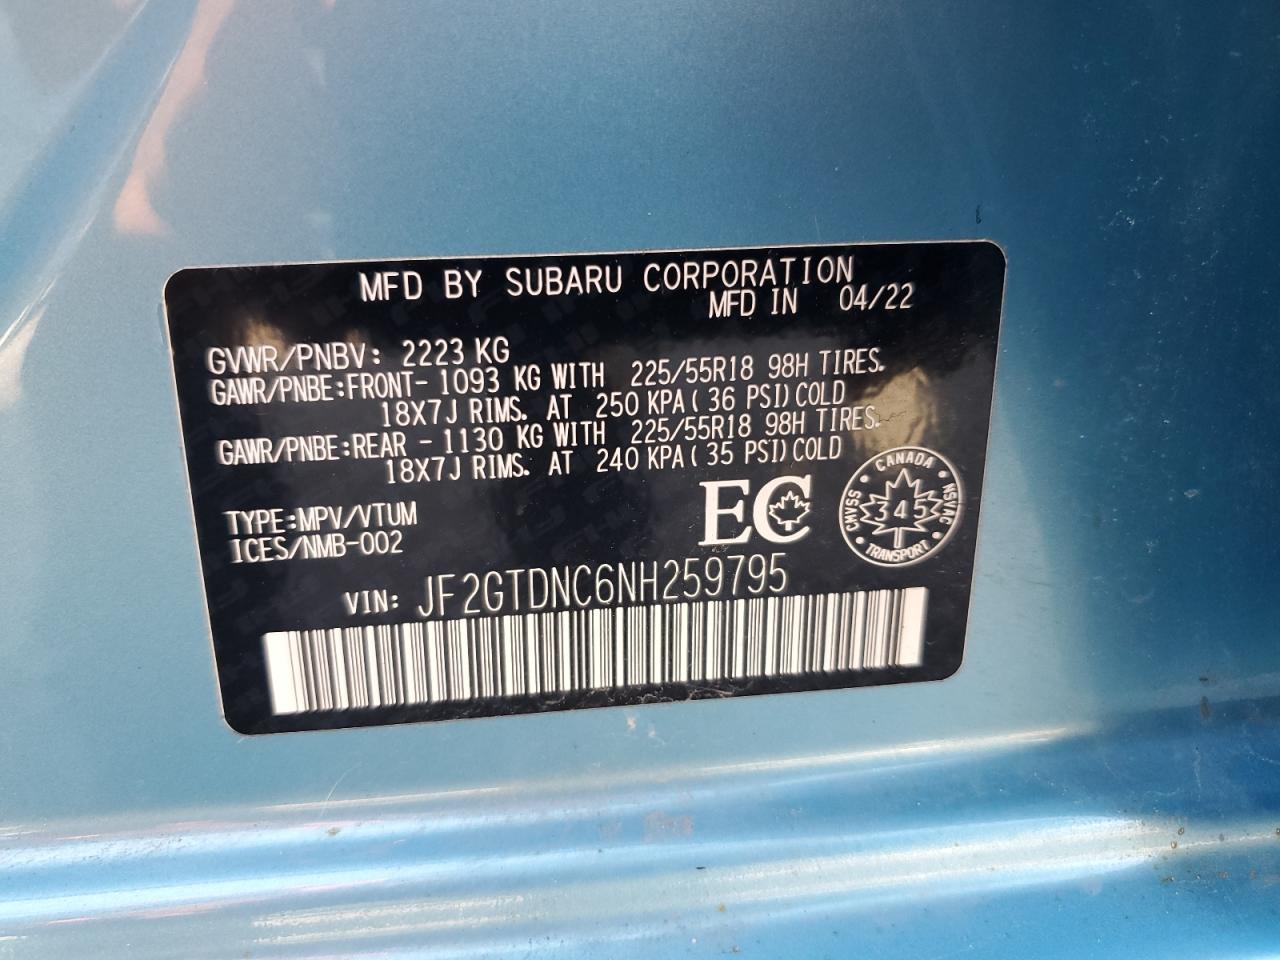 MFD BY SUBARU CORPORATION
MFD IN 04/22
GVWR/PNBV: 2223 KG
GAWR/PNBE:FRONT- 1093 KG WITH 225/55R18 98H TIRES.
18X7J RIMS. AT 250 KPA( 36 PSI)COLD
GAWR/PNBE:REAR - 1130 KG WITH 225/55R18 98H TIRES.
18X7J RIMS. AT 240 KPA( 35 PSI)COLD
TYPE:MPV/VTUM
ICES/NMB-002
EC
CANADA
CMVSS 345 NSVAC
TRANSPORT
VIN: JF2GTDNC6NH259795